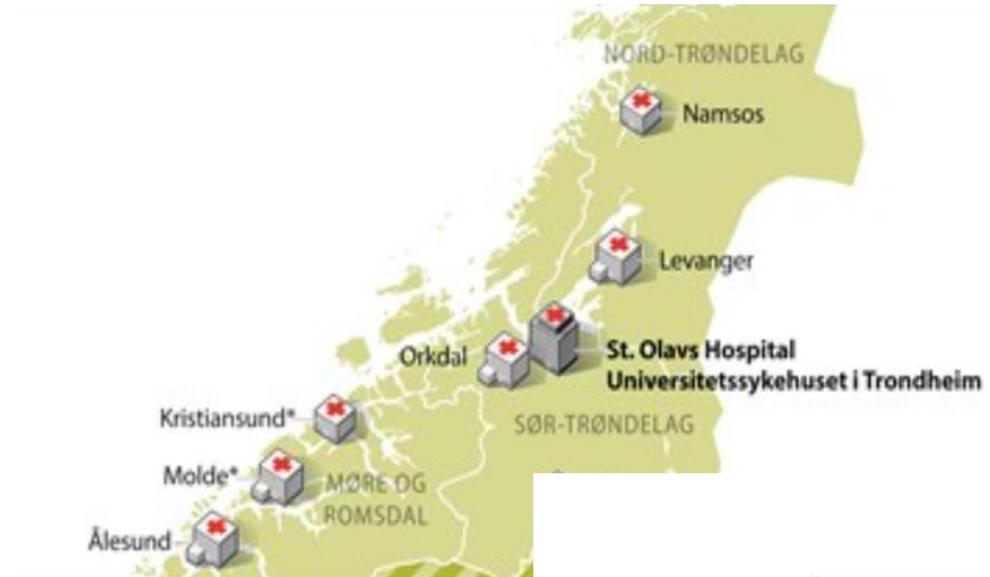 NORD-TRØNDELAG
Namsos
Levanger
St. Olavs Hospital
Universitetssykehuset i Trondheim
Orkdal
SØR-TRØNDELAG
Kristiansund*
Molde*
MØRE OG
ROMSDAL
Ålesund